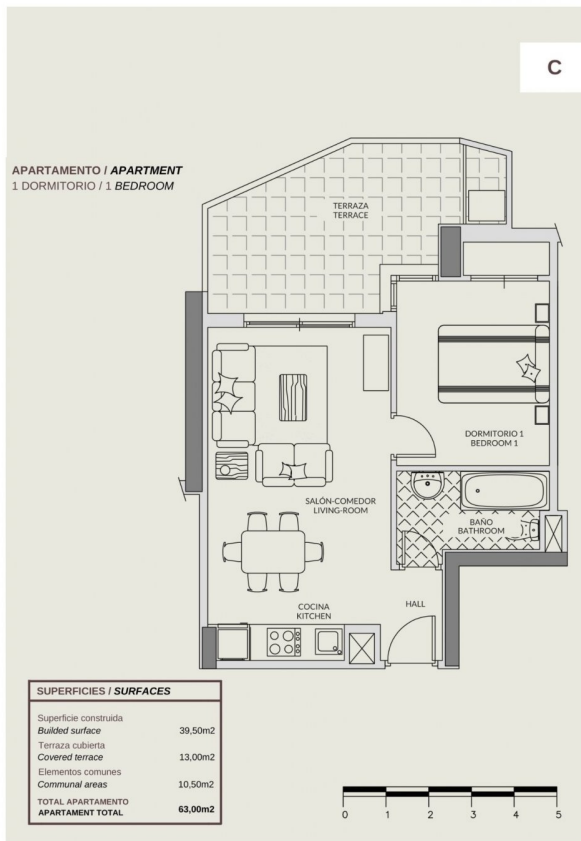 C
APARTAMENTO / APARTMENT
1 DORMITORIO / 1 BEDROOM
TERRAZA
TERRACE
DORMITORIO 1
BEDROOM 1
SALÓN-COMEDOR
LIVING-ROOM
BAÑO
BATHROOM
COCINA
KITCHEN
HALL
SUPERFICIES / SURFACES
Superficie construida
Builded surface 39,50m2
Terraza cubierta
Covered terrace 13,00m2
Elementos comunes
Communal areas 10,50m2
TOTAL APARTAMENTO
APARTAMENT TOTAL 63,00m2
0 1 2 3 4 5